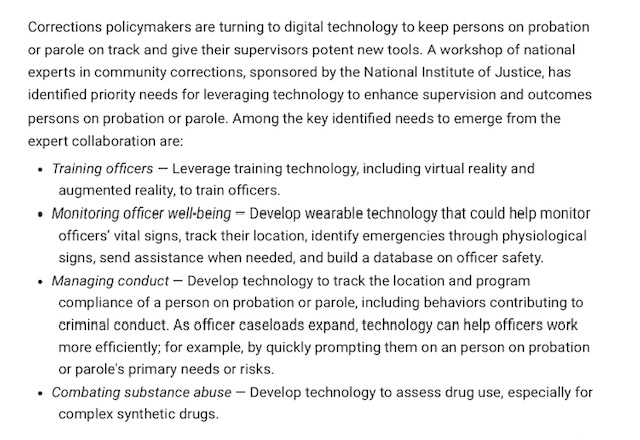 Corrections policymakers are turning to digital technology to keep persons on probation
or parole on track and give their supervisors potent new tools. A workshop of national
experts in community corrections, sponsored by the National Institute of Justice, has
identified priority needs for leveraging technology to enhance supervision and outcomes
persons on probation or parole. Among the key identified needs to emerge from the
expert collaboration are:
• Training officers — Leverage training technology, including virtual reality and
augmented reality, to train officers.
• Monitoring officer well-being — Develop wearable technology that could help monitor
officers' vital signs, track their location, identify emergencies through physiological
signs, send assistance when needed, and build a database on officer safety.
• Managing conduct — Develop technology to track the location and program
compliance of a person on probation or parole, including behaviors contributing to
criminal conduct. As officer caseloads expand, technology can help officers work
more efficiently; for example, by quickly prompting them on an person on probation
or parole's primary needs or risks.
• Combating substance abuse — Develop technology to assess drug use, especially for
complex synthetic drugs.